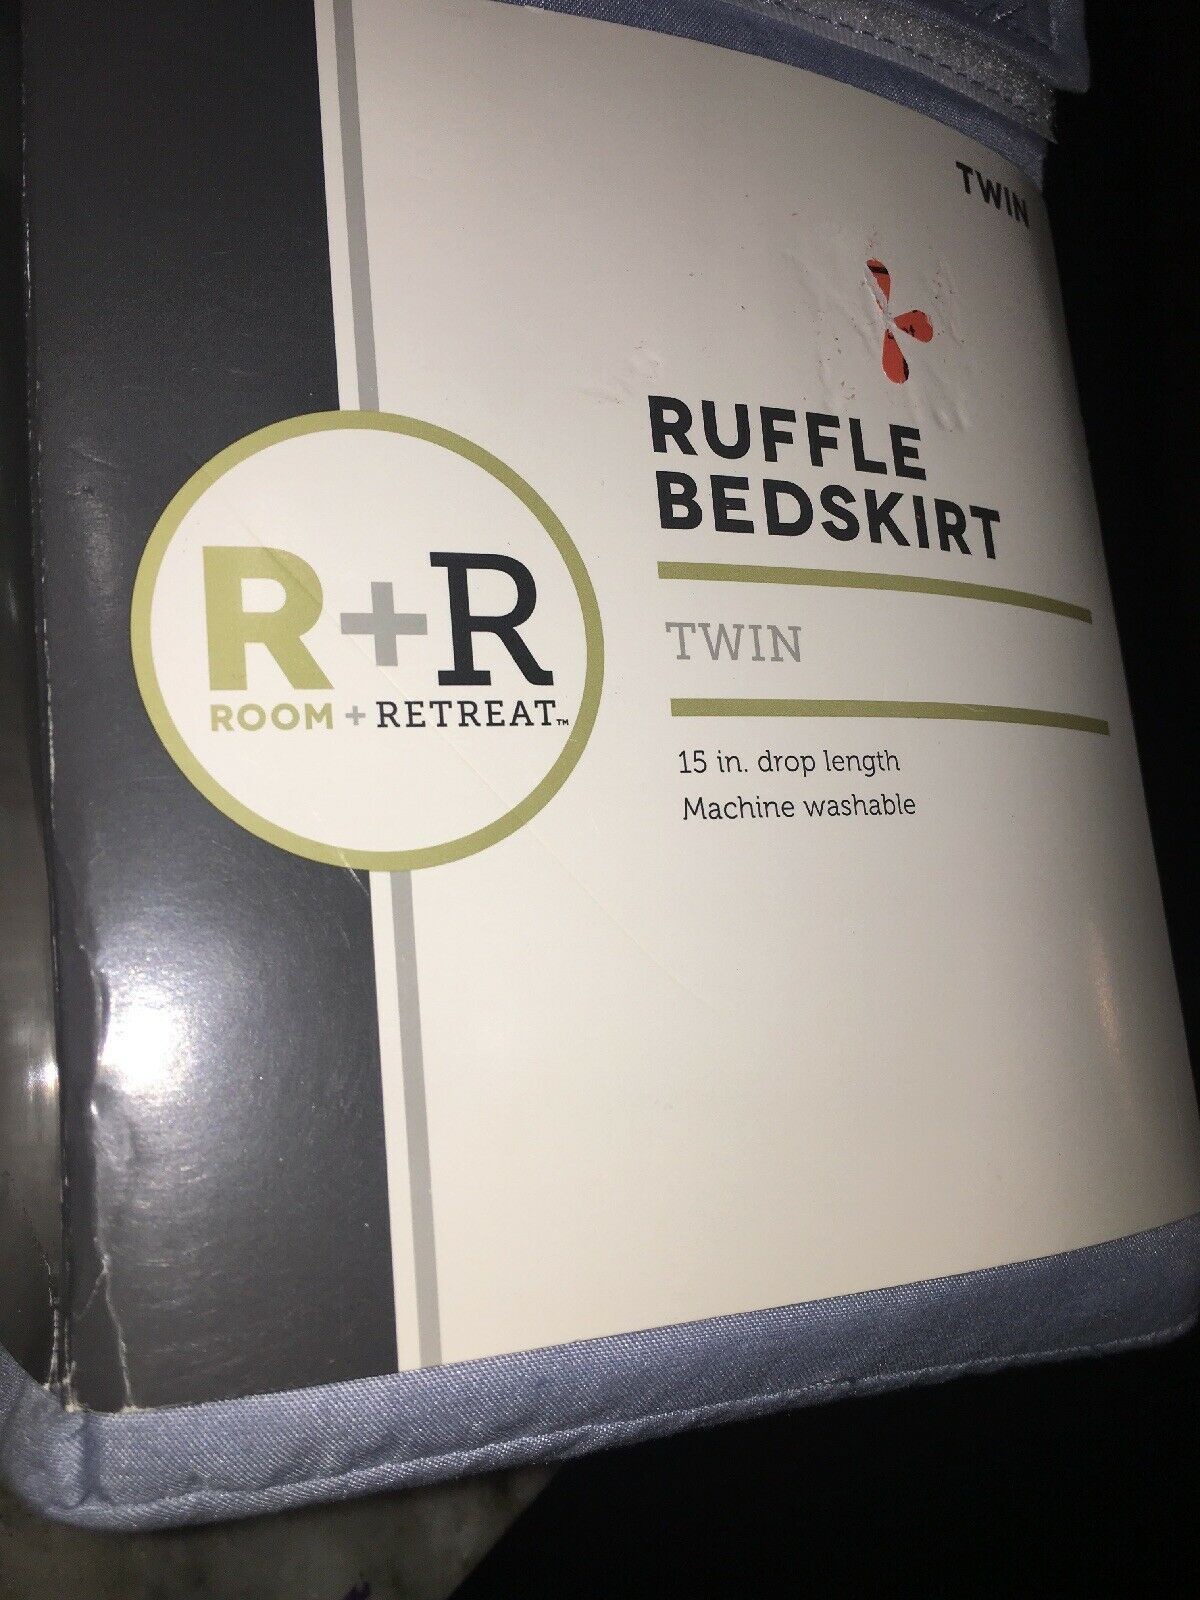 TWIN
RUFFLE
BEDSKIRT
R+R
ROOM + RETREAT™
TWIN
15 in. drop length
Machine washable